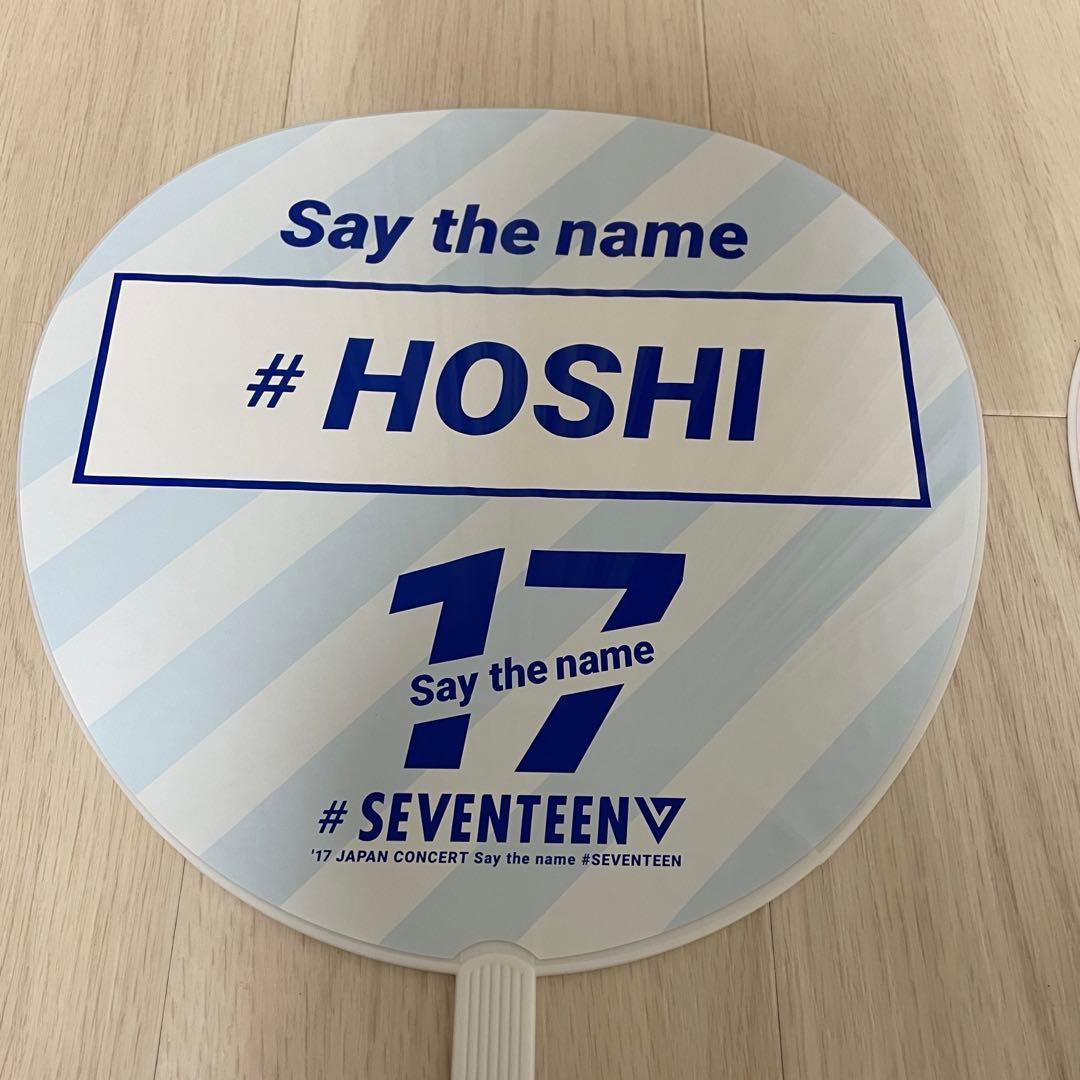 Say the name
# HOSHI
17
Say the name
# SEVENTEEN
'17 JAPAN CONCERT Say the name #SEVENTEEN